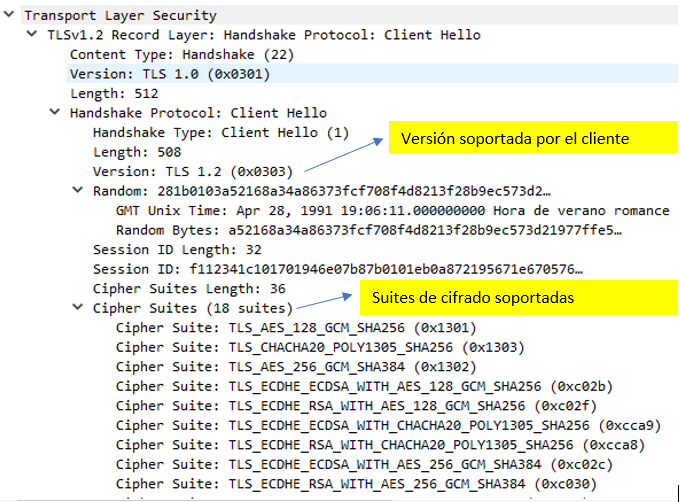 Transport Layer Security
TLSv1.2 Record Layer: Handshake Protocol: Client Hello
Content Type: Handshake (22)
Version: TLS 1.0 (0x0301)
Length: 512
Handshake Protocol: Client Hello
Handshake Type: Client Hello (1)
Versión soportada por el cliente
Length: 508
Version: TLS 1.2 (0x0303)
Random: 281b0103a52168a34a86373fcf708f4d8213f28b9ec573d2…
GMT Unix Time: Apr 28, 1991 19:06:11.000000000 Hora de verano romance
Random Bytes: a52168a34a86373fcf708f4d8213f28b9ec573d21977ffe5…
Session ID Length: 32
Session ID: f112341c101701946e07b87b0101eb0a872195671e670576…
Cipher Suites Length: 36
Suites de cifrado soportadas
Cipher Suites (18 suites)
Cipher Suite: TLS_AES_128_GCM_SHA256 (0x1301)
Cipher Suite: TLS_CHACHA20_POLY1305_SHA256 (0x1303)
Cipher Suite: TLS_AES_256_GCM_SHA384 (0x1302)
Cipher Suite: TLS_ECDHE_ECDSA_WITH_AES_128_GCM_SHA256 (0xc02b)
Cipher Suite: TLS_ECDHE_RSA_WITH_AES_128_GCM_SHA256 (0xc02f)
Cipher Suite: TLS_ECDHE_ECDSA_WITH_CHACHA20_POLY1305_SHA256 (0xcca9)
Cipher Suite: TLS_ECDHE_RSA_WITH_CHACHA20_POLY1305_SHA256 (0xcca8)
Cipher Suite: TLS_ECDHE_ECDSA_WITH_AES_256_GCM_SHA384 (0xc02c)
Cipher Suite: TLS_ECDHE_RSA_WITH_AES_256_GCM_SHA384 (0xc030)